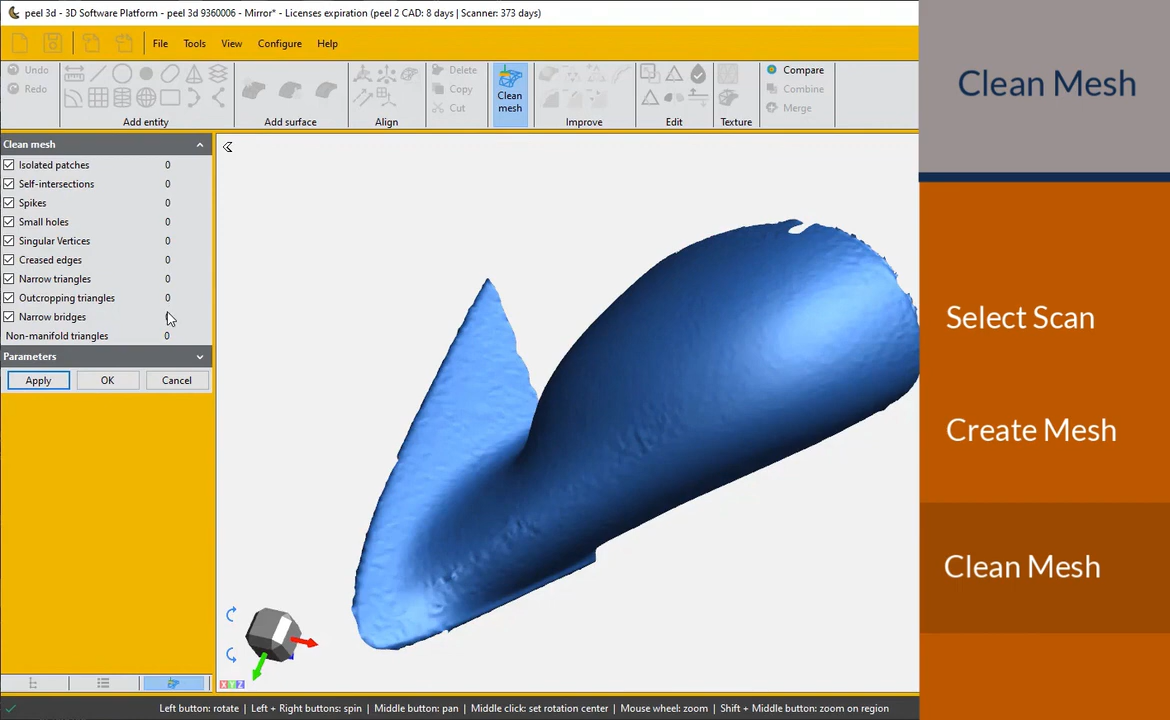 peel 3d - 3D Software Platform - peel 3d 9360006 - Mirror* - Licenses expiration (peel 2 CAD: 8 days | Scanner: 373 days)
File Tools View Configure Help
Undo
Redo
Add entity
Add surface
Align
Delete
Copy
Cut
Clean
mesh
Improve
Edit
Texture
Compare
Combine
Merge
Clean mesh
Isolated patches 0
Self-intersections 0
Spikes 0
Small holes 0
Singular Vertices 0
Creased edges 0
Narrow triangles 0
Outcropping triangles 0
Narrow bridges
Non-manifold triangles 0
Parameters
Apply OK Cancel
XYZ
Left button: rotate | Left + Right buttons: spin | Middle button: pan | Middle click: set rotation center | Mouse wheel: zoom | Shift + Middle button: zoom on region
Clean Mesh
Select Scan
Create Mesh
Clean Mesh